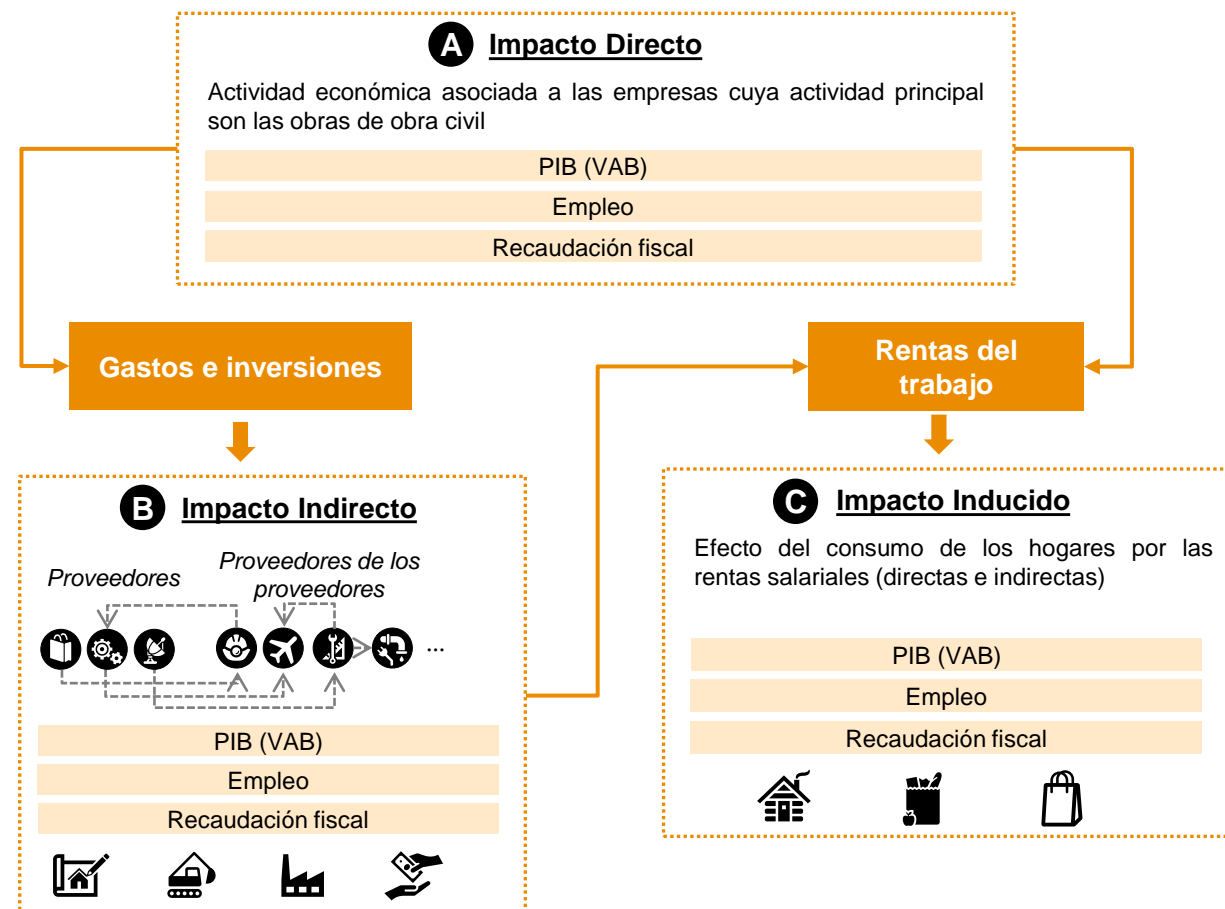 A Impacto Directo
Actividad económica asociada a las empresas cuya actividad principal
son las obras de obra civil
PIB (VAB)
Empleo
Recaudación fiscal
Gastos e inversiones
Rentas del
trabajo
B Impacto Indirecto
Proveedores
Proveedores de los
proveedores
...
PIB (VAB)
Empleo
Recaudación fiscal
C Impacto Inducido
Efecto del consumo de los hogares por las
rentas salariales (directas e indirectas)
PIB (VAB)
Empleo
Recaudación fiscal